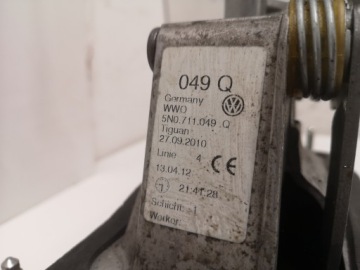 049 Q
Germany
WWO
5N0.711.049 .Q
Tiguan
27.09.2010
Linie 4
13.04.12
21:41:28
Schicht: 1
Worker: